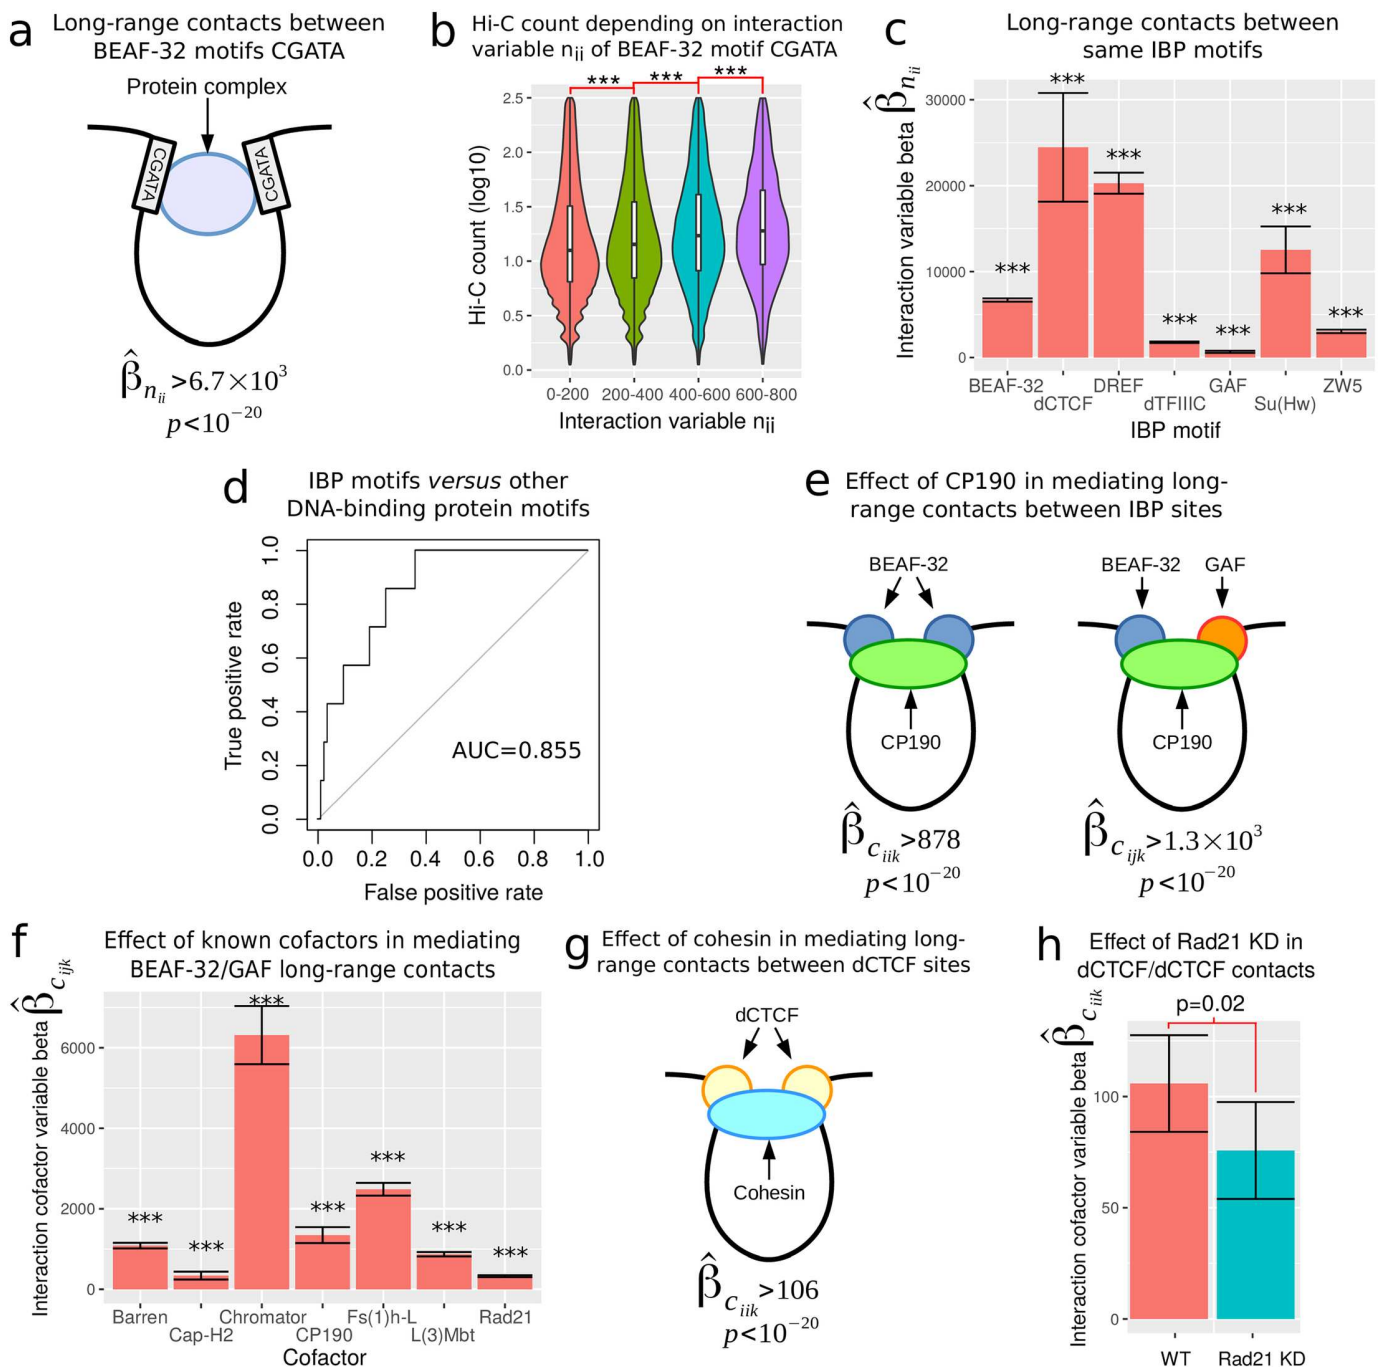 a
Long-range contacts between
BEAF-32 motifs CGATA
Protein complex
CGATA
CGATA
β̂nii >6.7×10³
p<10⁻²⁰
b
Hi-C count depending on interaction
variable nii of BEAF-32 motif CGATA
*** *** ***
Hi-C count (log10)
2.5
2.0
1.5
1.0
0.5
0.0
0-200 200-400 400-600 600-800
Interaction variable nii
c
Long-range contacts between
same IBP motifs
Interaction variable beta β̂nii
30000
20000
10000
0
*** *** *** *** *** *** ***
BEAF-32 DREF GAF ZW5
dCTCF dTFIIIC Su(Hw)
IBP motif
d
IBP motifs versus other
DNA-binding protein motifs
True positive rate
1.0
0.8
0.6
0.4
0.2
0.0
AUC=0.855
0.0 0.2 0.4 0.6 0.8 1.0
False positive rate
e
Effect of CP190 in mediating long-
range contacts between IBP sites
BEAF-32
CP190
β̂ciik >878
p<10⁻²⁰
BEAF-32 GAF
CP190
β̂cijk >1.3×10³
p<10⁻²⁰
f
Effect of known cofactors in mediating
BEAF-32/GAF long-range contacts
Interaction cofactor variable beta β̂cijk
6000
4000
2000
0
*** *** *** *** *** *** ***
Barren Chromator Fs(1)h-L Rad21
Cap-H2 CP190 L(3)Mbt
Cofactor
g
Effect of cohesin in mediating long-
range contacts between dCTCF sites
dCTCF
Cohesin
β̂ciik >106
p<10⁻²⁰
h
Effect of Rad21 KD in
dCTCF/dCTCF contacts
p=0.02
Interaction cofactor variable beta β̂ciik
100
50
0
WT Rad21 KD